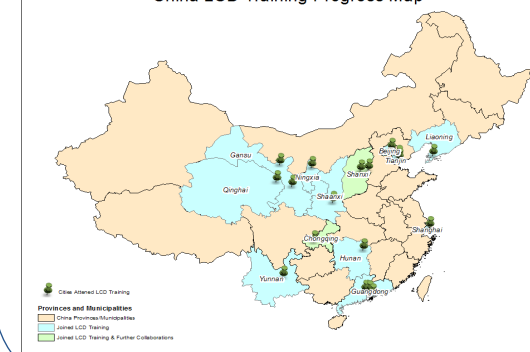 China LCD Training Progress Map
Liaoning
Beijing
Tianjin
Gansu
Ningxia
Shanxi
Qinghai
Shaanxi
Shanghai
Chongqing
Hunan
Yunnan
Guangdong
Cities Attened LCD Training
Provinces and Municipalities
China Provinces/Municipalities
Joined LCD Training
Joined LCD Training & Further Collaborations